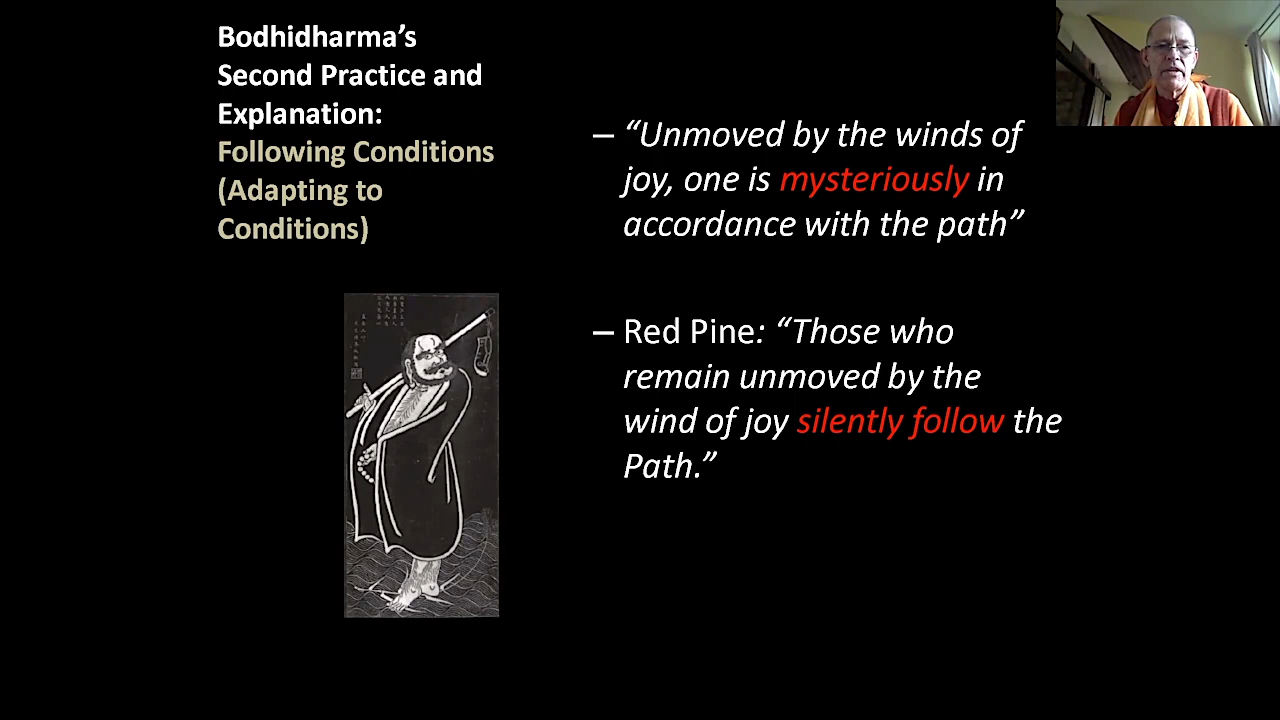 Bodhidharma’s
Second Practice and
Explanation:
Following Conditions
(Adapting to
Conditions)
– “Unmoved by the winds of
joy, one is mysteriously in
accordance with the path”
– Red Pine: “Those who
remain unmoved by the
wind of joy silently follow the
Path.”